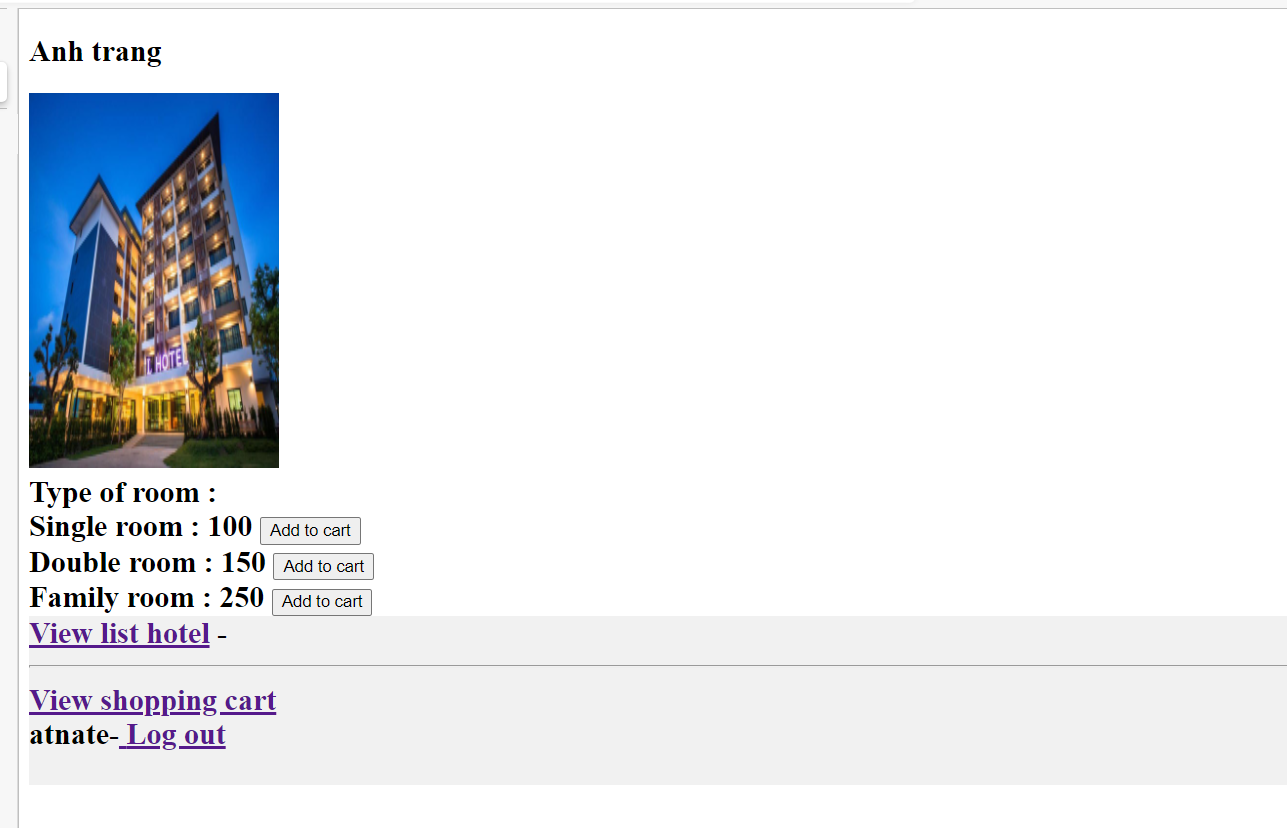 Anh trang
HOTEL
Type of room :
Single room : 100 Add to cart
Double room : 150 Add to cart
Family room : 250 Add to cart
View list hotel -
View shopping cart
atnate- Log out